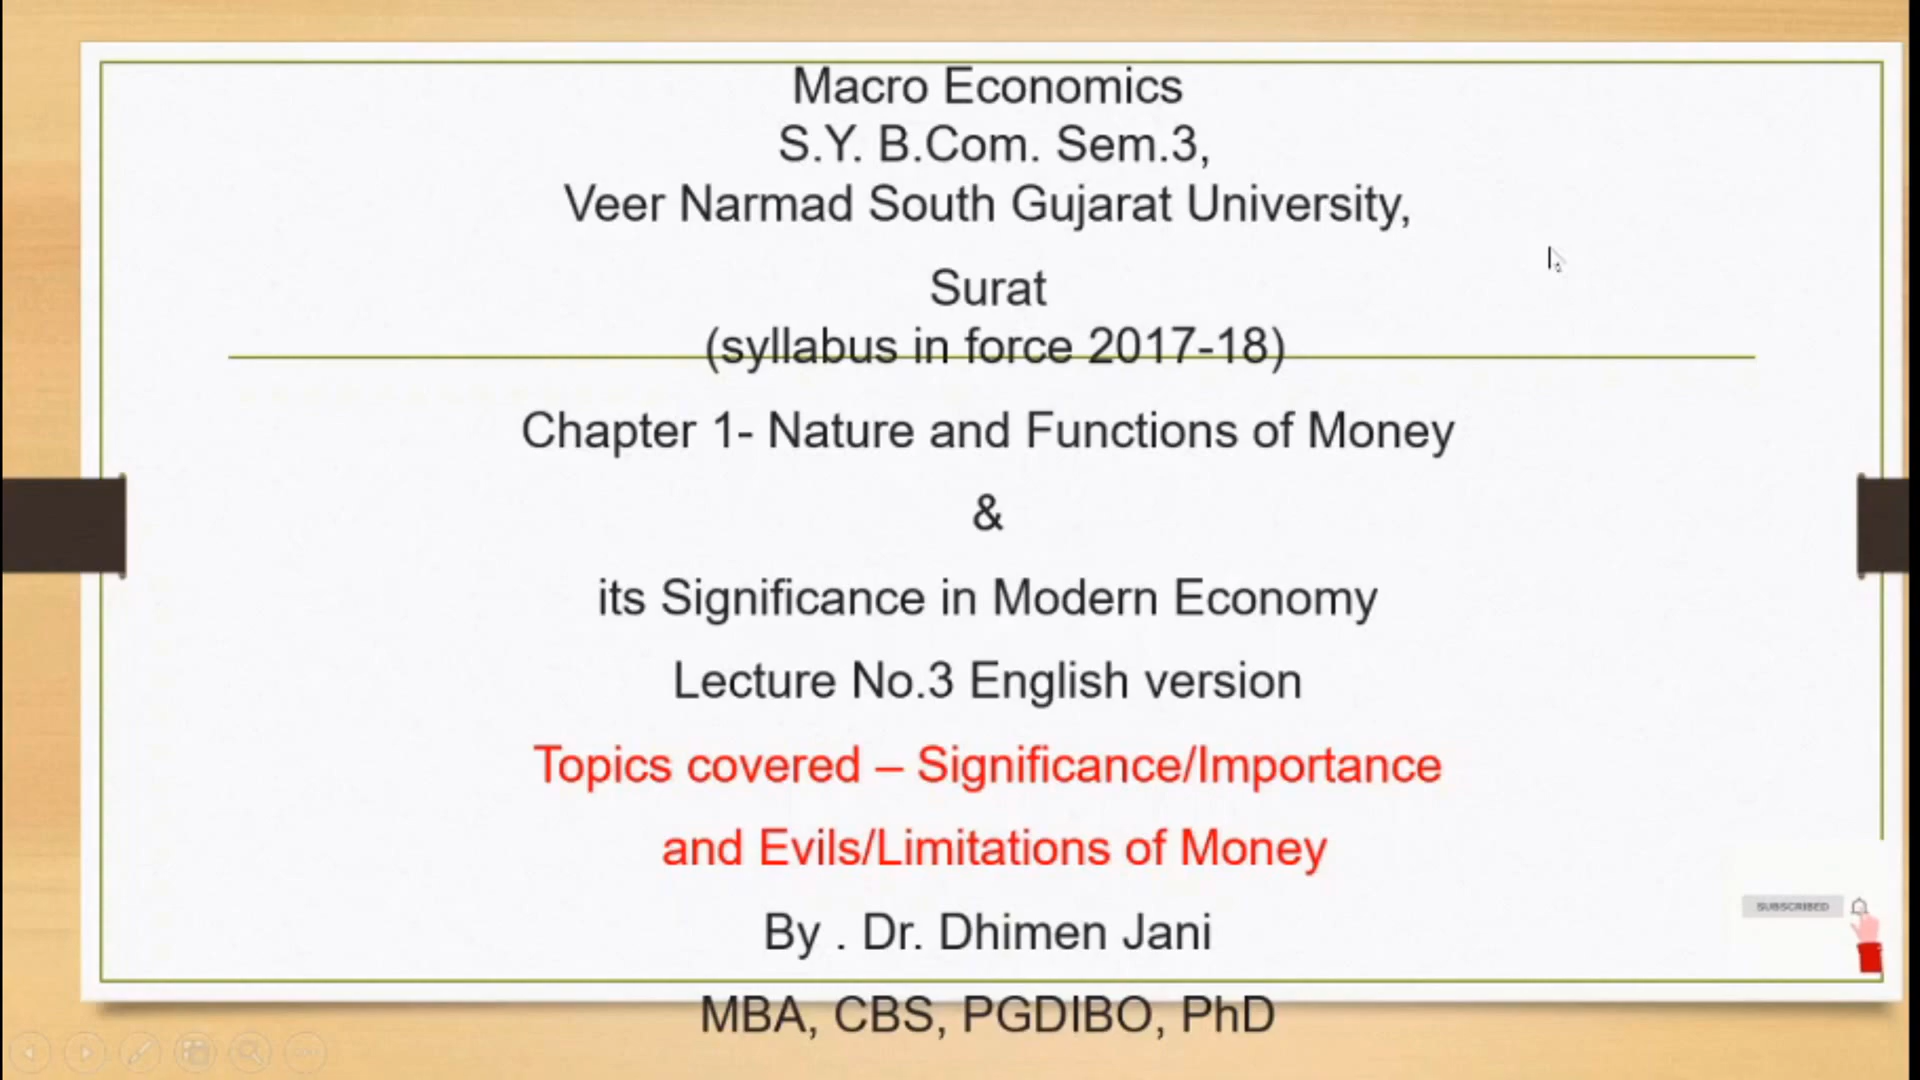 Macro Economics
S.Y. B.Com. Sem.3,
Veer Narmad South Gujarat University,
Surat
(syllabus in force 2017-18)
Chapter 1- Nature and Functions of Money
&
its Significance in Modern Economy
Lecture No.3 English version
Topics covered – Significance/Importance
and Evils/Limitations of Money
By . Dr. Dhimen Jani
SUBSCRIBED
MBA, CBS, PGDIBO, PhD